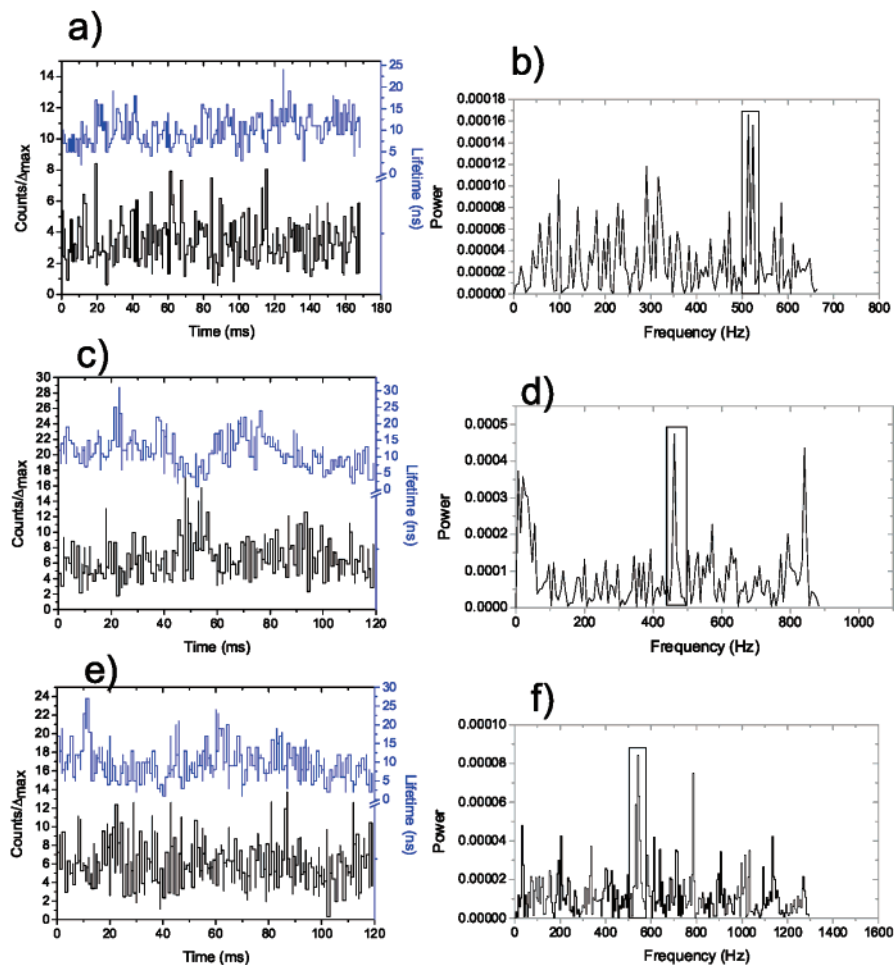 a)
14
12
10
8
6
4
2
0
Counts/Δmax
25
20
15
10
5
0
Lifetime (ns)
0 20 40 60 80 100 120 140 160 180
Time (ms)
b)
0.00018
0.00016
0.00014
0.00012
0.00010
0.00008
0.00006
0.00004
0.00002
0.00000
Power
0 100 200 300 400 500 600 700 800
Frequency (Hz)
c)
30
28
26
24
22
20
18
16
14
12
10
8
6
4
2
0
Counts/Δmax
30
25
20
15
10
5
0
Lifetime (ns)
0 20 40 60 80 100 120
Time (ms)
d)
0.0005
0.0004
0.0003
0.0002
0.0001
0.0000
Power
0 200 400 600 800 1000
Frequency (Hz)
e)
24
22
20
18
16
14
12
10
8
6
4
2
0
Counts/Δmax
30
25
20
15
10
5
0
Lifetime (ns)
0 20 40 60 80 100 120
Time (ms)
f)
0.00010
0.00008
0.00006
0.00004
0.00002
0.00000
Power
0 200 400 600 800 1000 1200 1400 1600
Frequency (Hz)